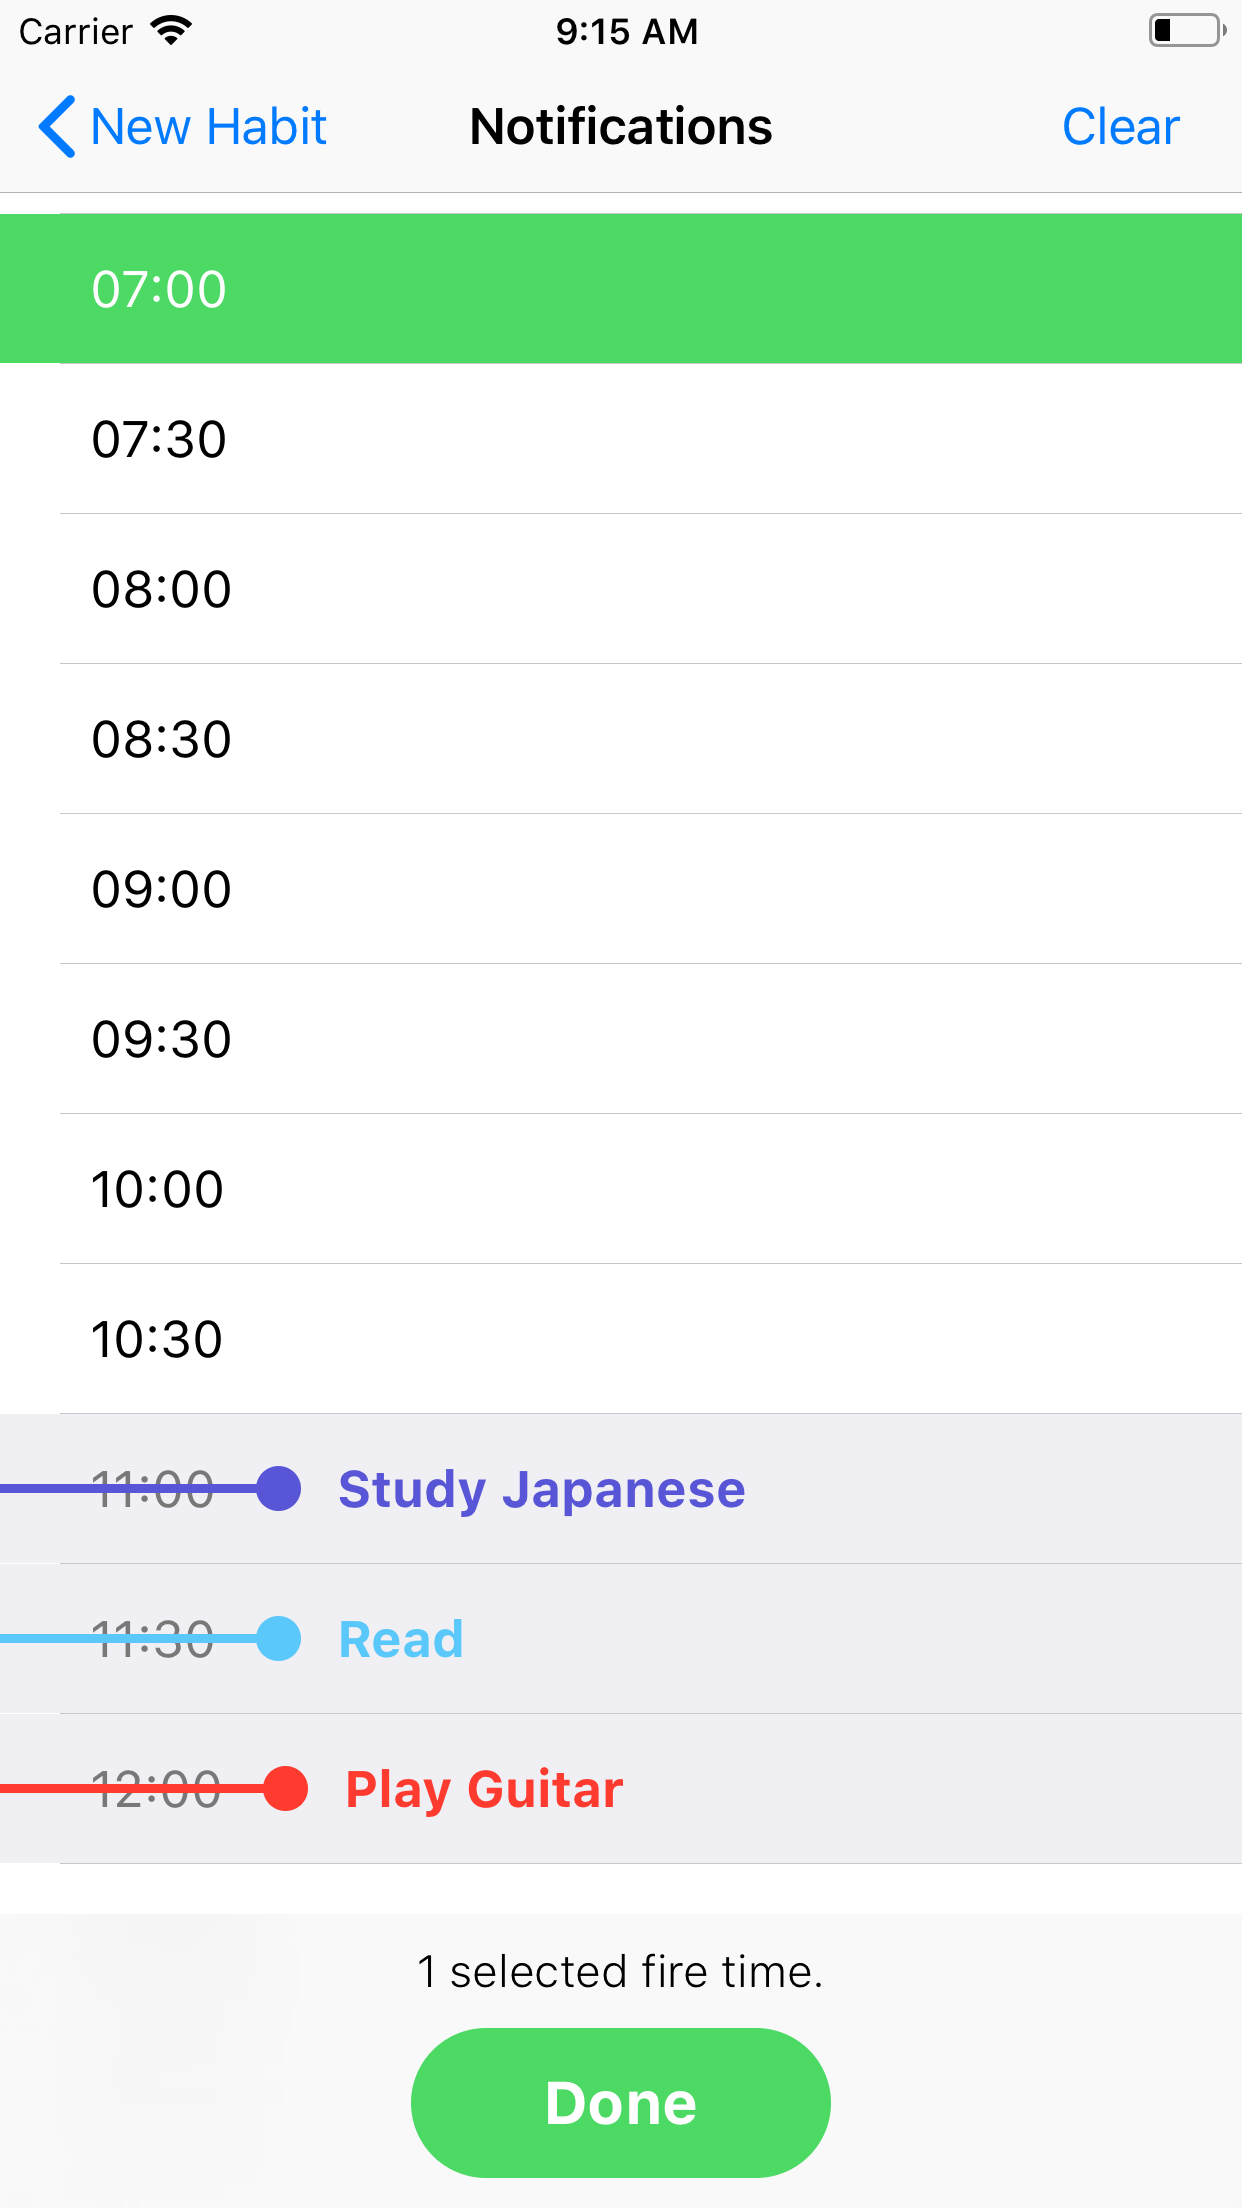 Carrier 9:15 AM
New Habit Notifications Clear
07:00
07:30
08:00
08:30
09:00
09:30
10:00
10:30
11:00 Study Japanese
11:30 Read
12:00 Play Guitar
1 selected fire time.
Done